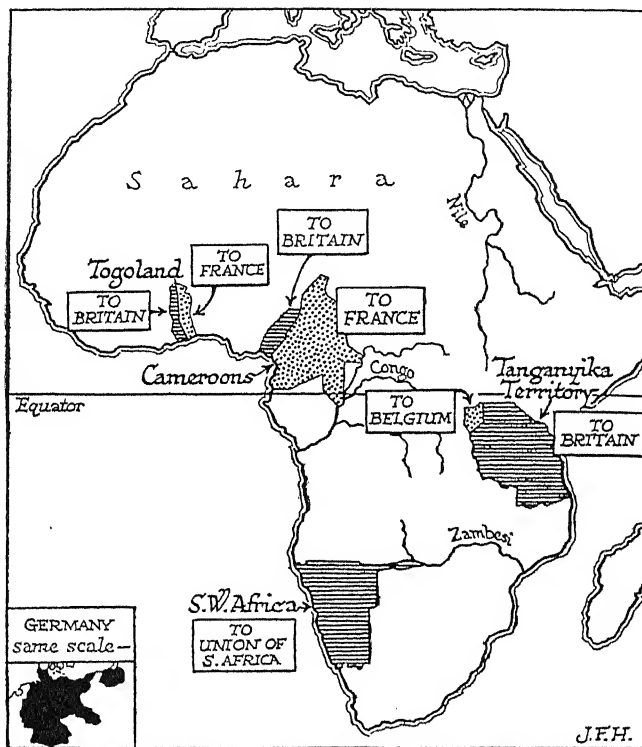 Sahara
Nile
TO
BRITAIN
TO
FRANCE
Togoland
TO
BRITAIN
TO
FRANCE
Cameroons
Congo
Tanganyika
Territory
Equator
TO
BELGIUM
TO
BRITAIN
Zambesi
S.W. Africa
TO
UNION OF
S. AFRICA
GERMANY
same scale—
J.F.H.